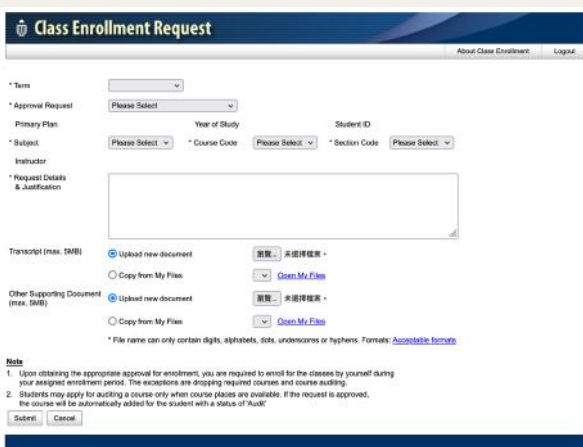 Class Enrollment Request
About Class Enrollment Logout
* Term
* Approval Request Please Select
Primary Plan Year of Study Student ID
* Subject Please Select * Course Code Please Select * Section Code Please Select
Instructor
* Request Details
& Justification
Transcript (max. 5MB) Upload new document 瀏覽... 未選擇檔案。
Copy from My Files Open My Files
Other Supporting Document
(max. 5MB) Upload new document 瀏覽... 未選擇檔案。
Copy from My Files Open My Files
* File name can only contain digits, alphabets, dots, underscores or hyphens. Formats: Acceptable formats
Note
1. Upon obtaining the appropriate approval for enrollment, you are required to enroll for the classes by yourself during
your assigned enrollment period. The exceptions are dropping required courses and course auditing.
2. Students may apply for auditing a course only when course places are available. If the request is approved,
the course will be automatically added for the student with a status of "Audit"
Submit Cancel